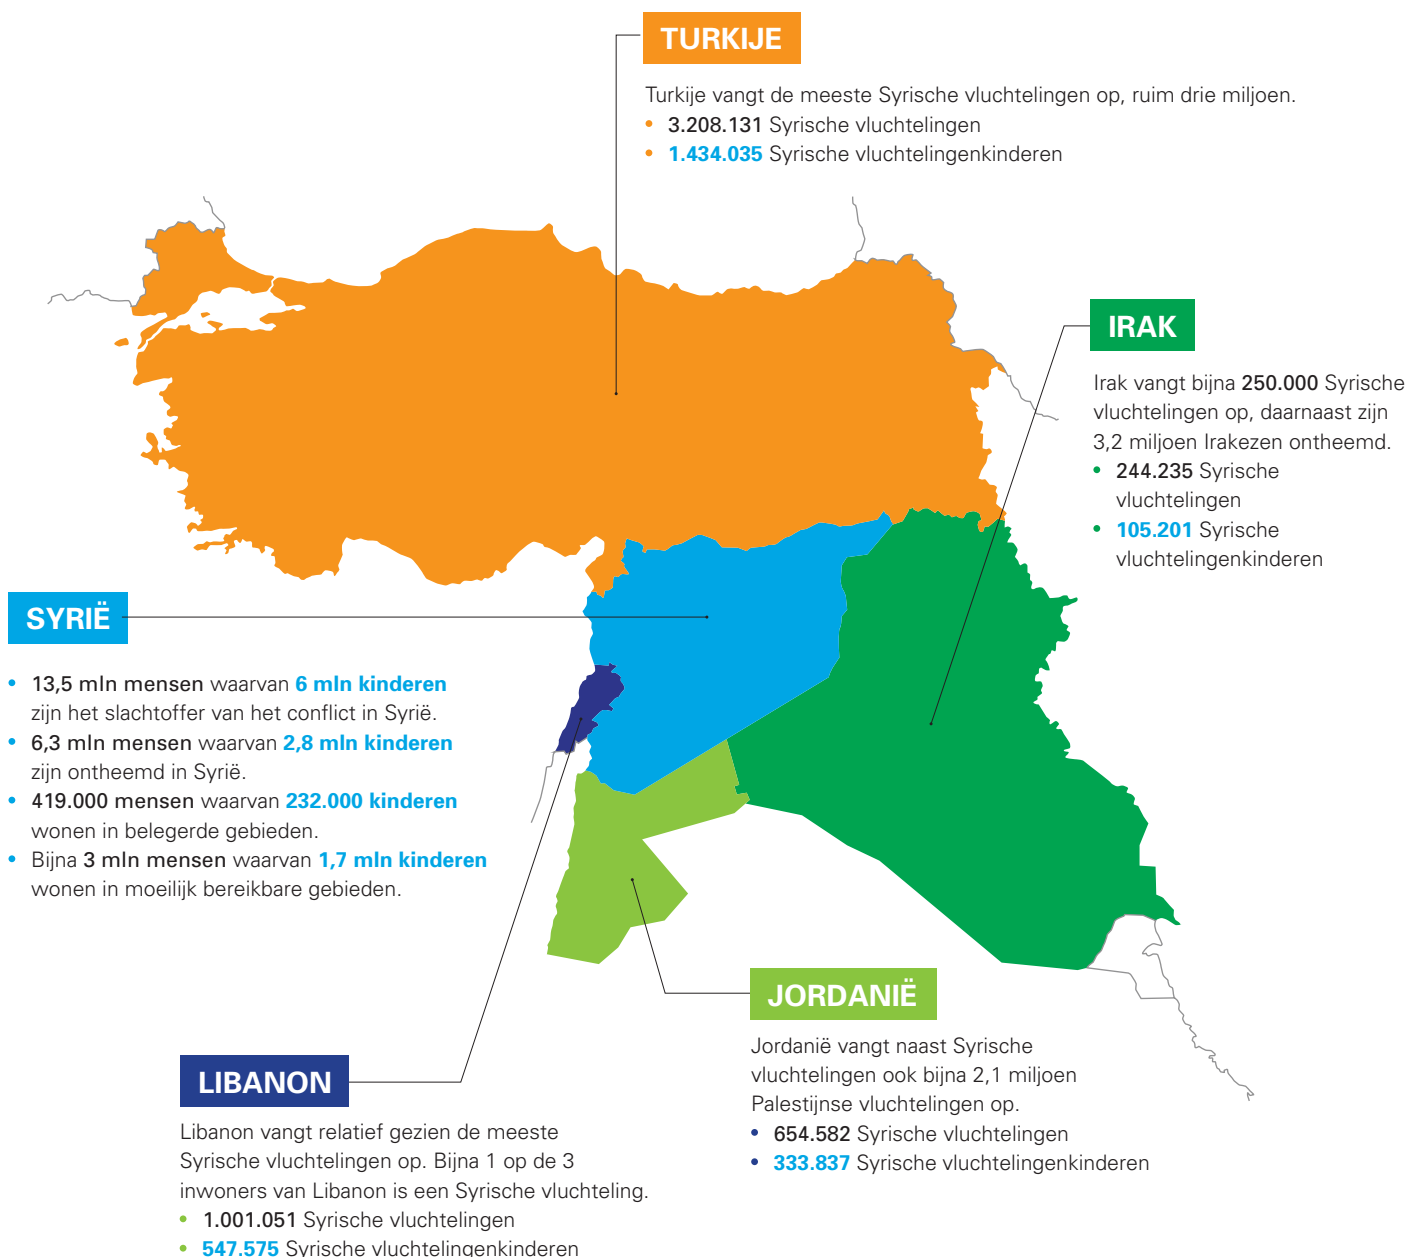 TURKIJE
Turkije vangt de meeste Syrische vluchtelingen op, ruim drie miljoen.
• 3.208.131 Syrische vluchtelingen
• 1.434.035 Syrische vluchtelingenkinderen
IRAK
Irak vangt bijna 250.000 Syrische
vluchtelingen op, daarnaast zijn
3,2 miljoen Irakezen ontheemd.
• 244.235 Syrische
vluchtelingen
• 105.201 Syrische
vluchtelingenkinderen
SYRIË
• 13,5 mln mensen waarvan 6 mln kinderen
zijn het slachtoffer van het conflict in Syrië.
• 6,3 mln mensen waarvan 2,8 mln kinderen
zijn ontheemd in Syrië.
• 419.000 mensen waarvan 232.000 kinderen
wonen in belegerde gebieden.
• Bijna 3 mln mensen waarvan 1,7 mln kinderen
wonen in moeilijk bereikbare gebieden.
JORDANIË
Jordanië vangt naast Syrische
vluchtelingen ook bijna 2,1 miljoen
Palestijnse vluchtelingen op.
• 654.582 Syrische vluchtelingen
• 333.837 Syrische vluchtelingenkinderen
LIBANON
Libanon vangt relatief gezien de meeste
Syrische vluchtelingen op. Bijna 1 op de 3
inwoners van Libanon is een Syrische vluchteling.
• 1.001.051 Syrische vluchtelingen
• 547.575 Syrische vluchtelingenkinderen